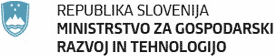 REPUBLIKA SLOVENIJA
MINISTRSTVO ZA GOSPODARSKI
RAZVOJ IN TEHNOLOGIJO